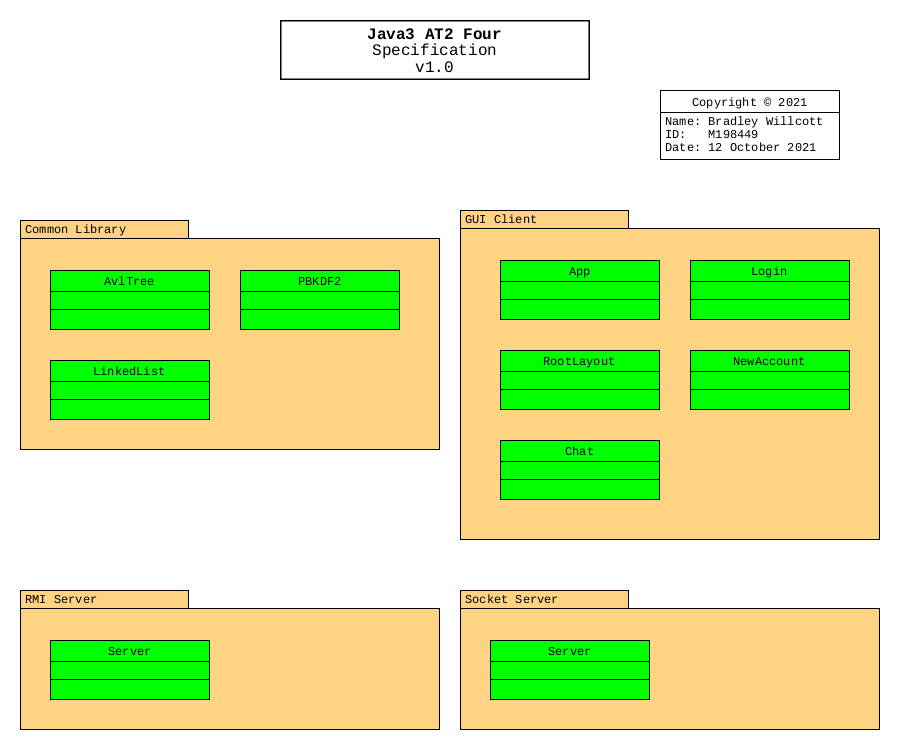 Java3 AT2 Four
Specification
v1.0
Copyright © 2021
Name: Bradley Willcott
ID:   M198449
Date: 12 October 2021
Common Library
AvlTree
PBKDF2
LinkedList
GUI Client
App
Login
RootLayout
NewAccount
Chat
RMI Server
Server
Socket Server
Server